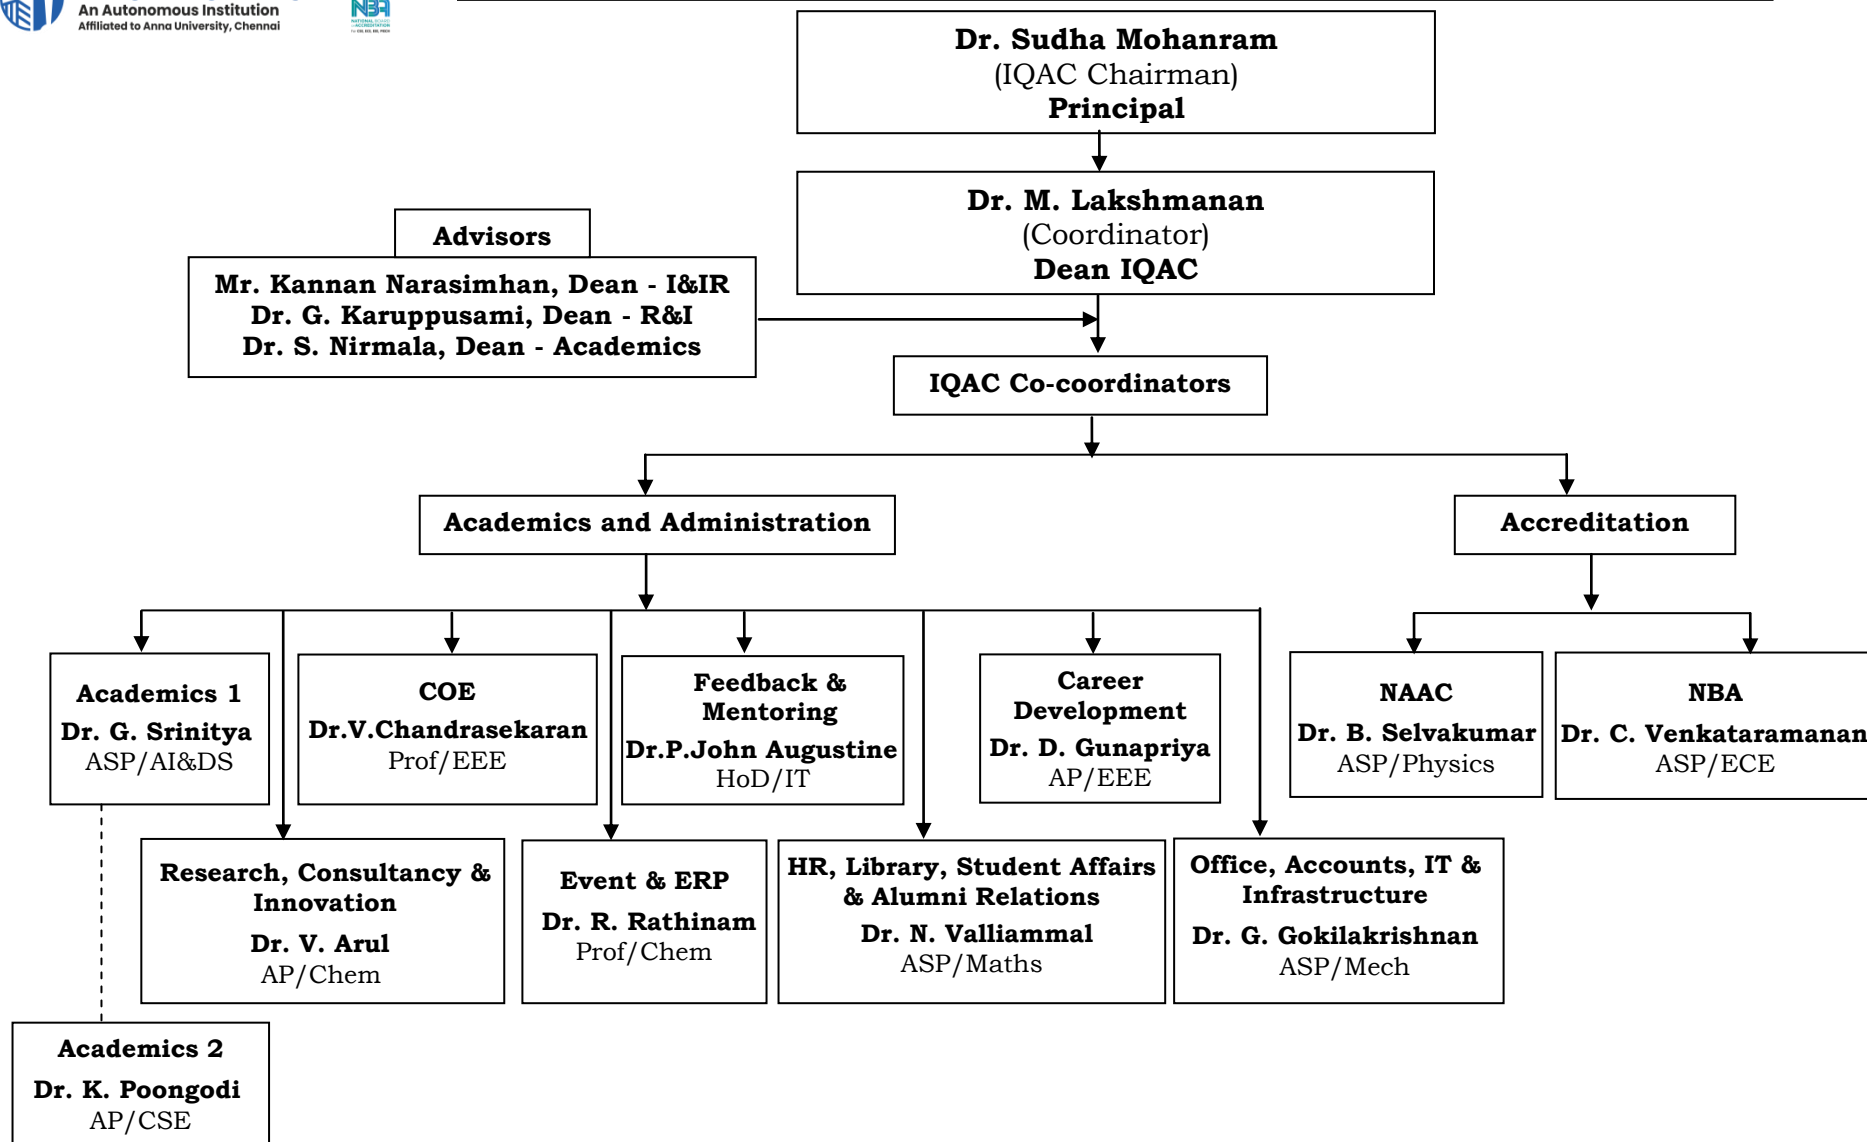 An Autonomous Institution
Affiliated to Anna University, Chennai
NBA
NATIONAL BOARD
Dr. Sudha Mohanram
(IQAC Chairman)
Principal
Dr. M. Lakshmanan
(Coordinator)
Dean IQAC
Advisors
Mr. Kannan Narasimhan, Dean - I&IR
Dr. G. Karuppusami, Dean - R&I
Dr. S. Nirmala, Dean - Academics
IQAC Co-coordinators
Academics and Administration
Accreditation
Academics 1
Dr. G. Srinitya
ASP/AI&DS
COE
Dr.V.Chandrasekaran
Prof/EEE
Feedback &
Mentoring
Dr.P.John Augustine
HoD/IT
Career
Development
Dr. D. Gunapriya
AP/EEE
NAAC
Dr. B. Selvakumar
ASP/Physics
NBA
Dr. C. Venkataramanan
ASP/ECE
Research, Consultancy &
Innovation
Dr. V. Arul
AP/Chem
Event & ERP
Dr. R. Rathinam
Prof/Chem
HR, Library, Student Affairs
& Alumni Relations
Dr. N. Valliammal
ASP/Maths
Office, Accounts, IT &
Infrastructure
Dr. G. Gokilakrishnan
ASP/Mech
Academics 2
Dr. K. Poongodi
AP/CSE